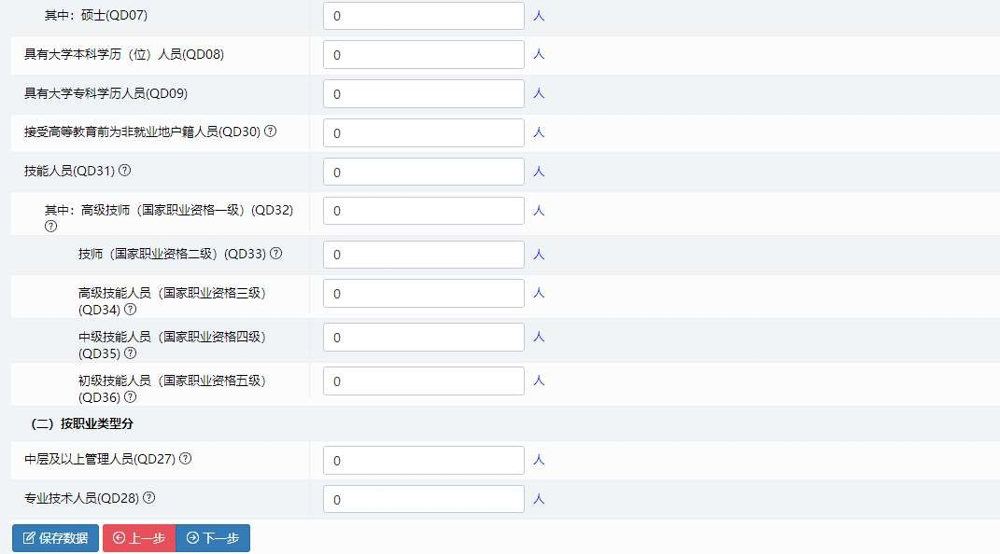 其中：硕士(QD07) 0 人
具有大学本科学历（位）人员(QD08) 0 人
具有大学专科学历人员(QD09) 0 人
接受高等教育前为非就业地户籍人员(QD30) ? 0 人
技能人员(QD31) ? 0 人
其中：高级技师（国家职业资格一级）(QD32) 0 人
?
技师（国家职业资格二级）(QD33) ? 0 人
高级技能人员（国家职业资格三级） 0 人
(QD34) ?
中级技能人员（国家职业资格四级） 0 人
(QD35) ?
初级技能人员（国家职业资格五级） 0 人
(QD36) ?
（二）按职业类型分
中层及以上管理人员(QD27) ? 0 人
专业技术人员(QD28) ? 0 人
保存数据 上一步 下一步